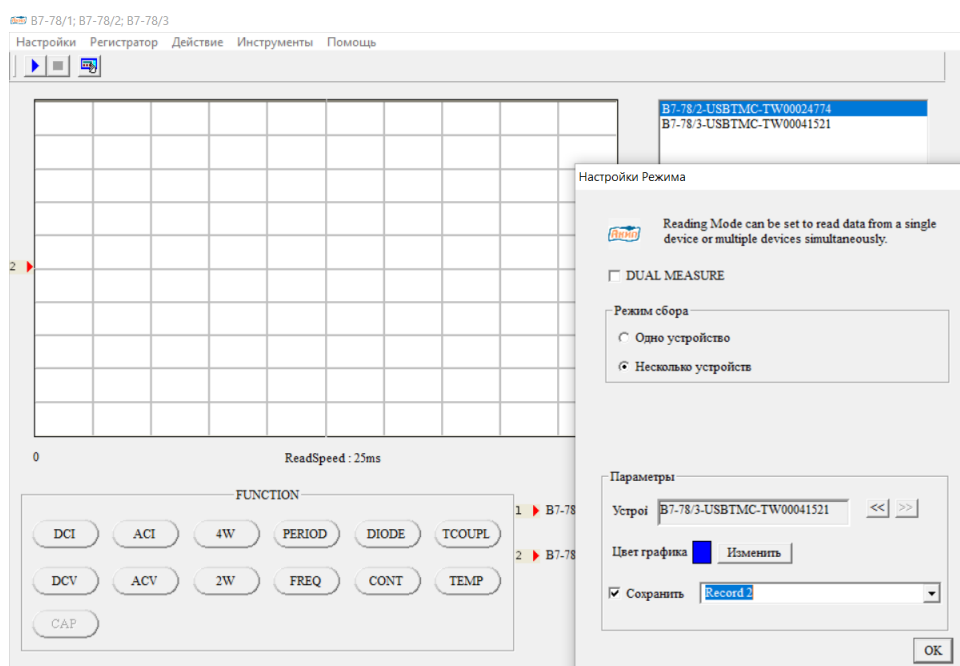 B7-78/1; B7-78/2; B7-78/3
Настройки Регистратор Действие Инструменты Помощь
B7-78/2-USBTMC-TW00024774
B7-78/3-USBTMC-TW00041521
Настройки Режима
Акип
Reading Mode can be set to read data from a single
device or multiple devices simultaneously.
DUAL MEASURE
Режим сбора
Одно устройство
Несколько устройств
2
0
ReadSpeed : 25ms
FUNCTION
DCI ACI 4W PERIOD DIODE TCOUPL
DCV ACV 2W FREQ CONT TEMP
CAP
1 B7-78
2 B7-78
Параметры
Устрої B7-78/3-USBTMC-TW00041521 << >>
Цвет графика Изменить
Сохранить Record 2
OK